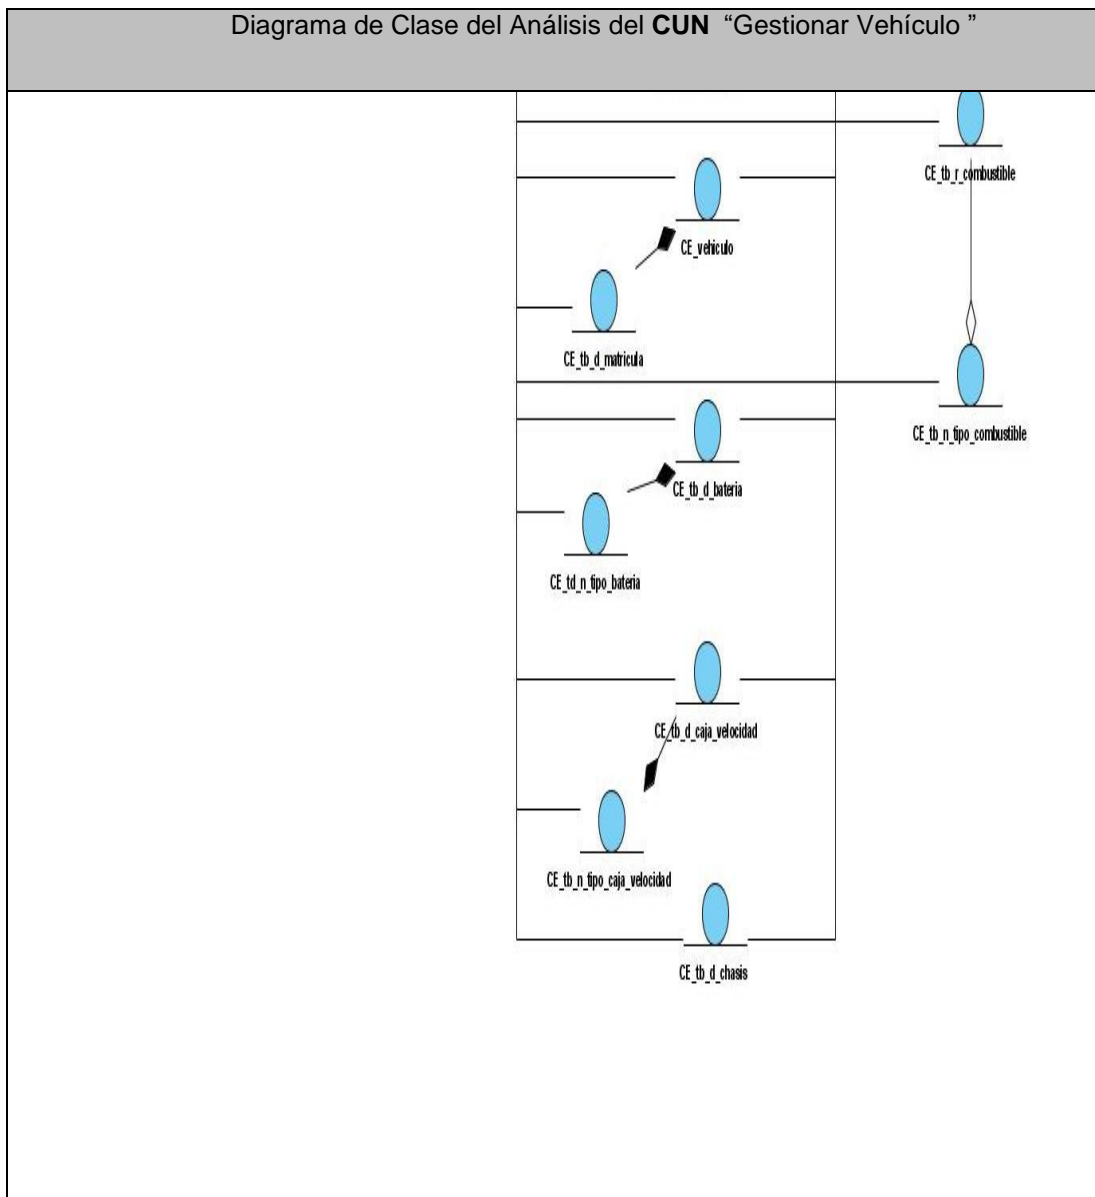 Diagrama de Clase del Análisis del CUN “Gestionar Vehículo ”
CE_tb_r_combustible
CE_vehiculo
CE_tb_d_matricula
CE_tb_n_tipo_combustible
CE_tb_d_bateria
CE_td_n_tipo_bateria
CE_tb_d_caja_velocidad
CE_tb_n_tipo_caja_velocidad
CE_tb_d_chasis